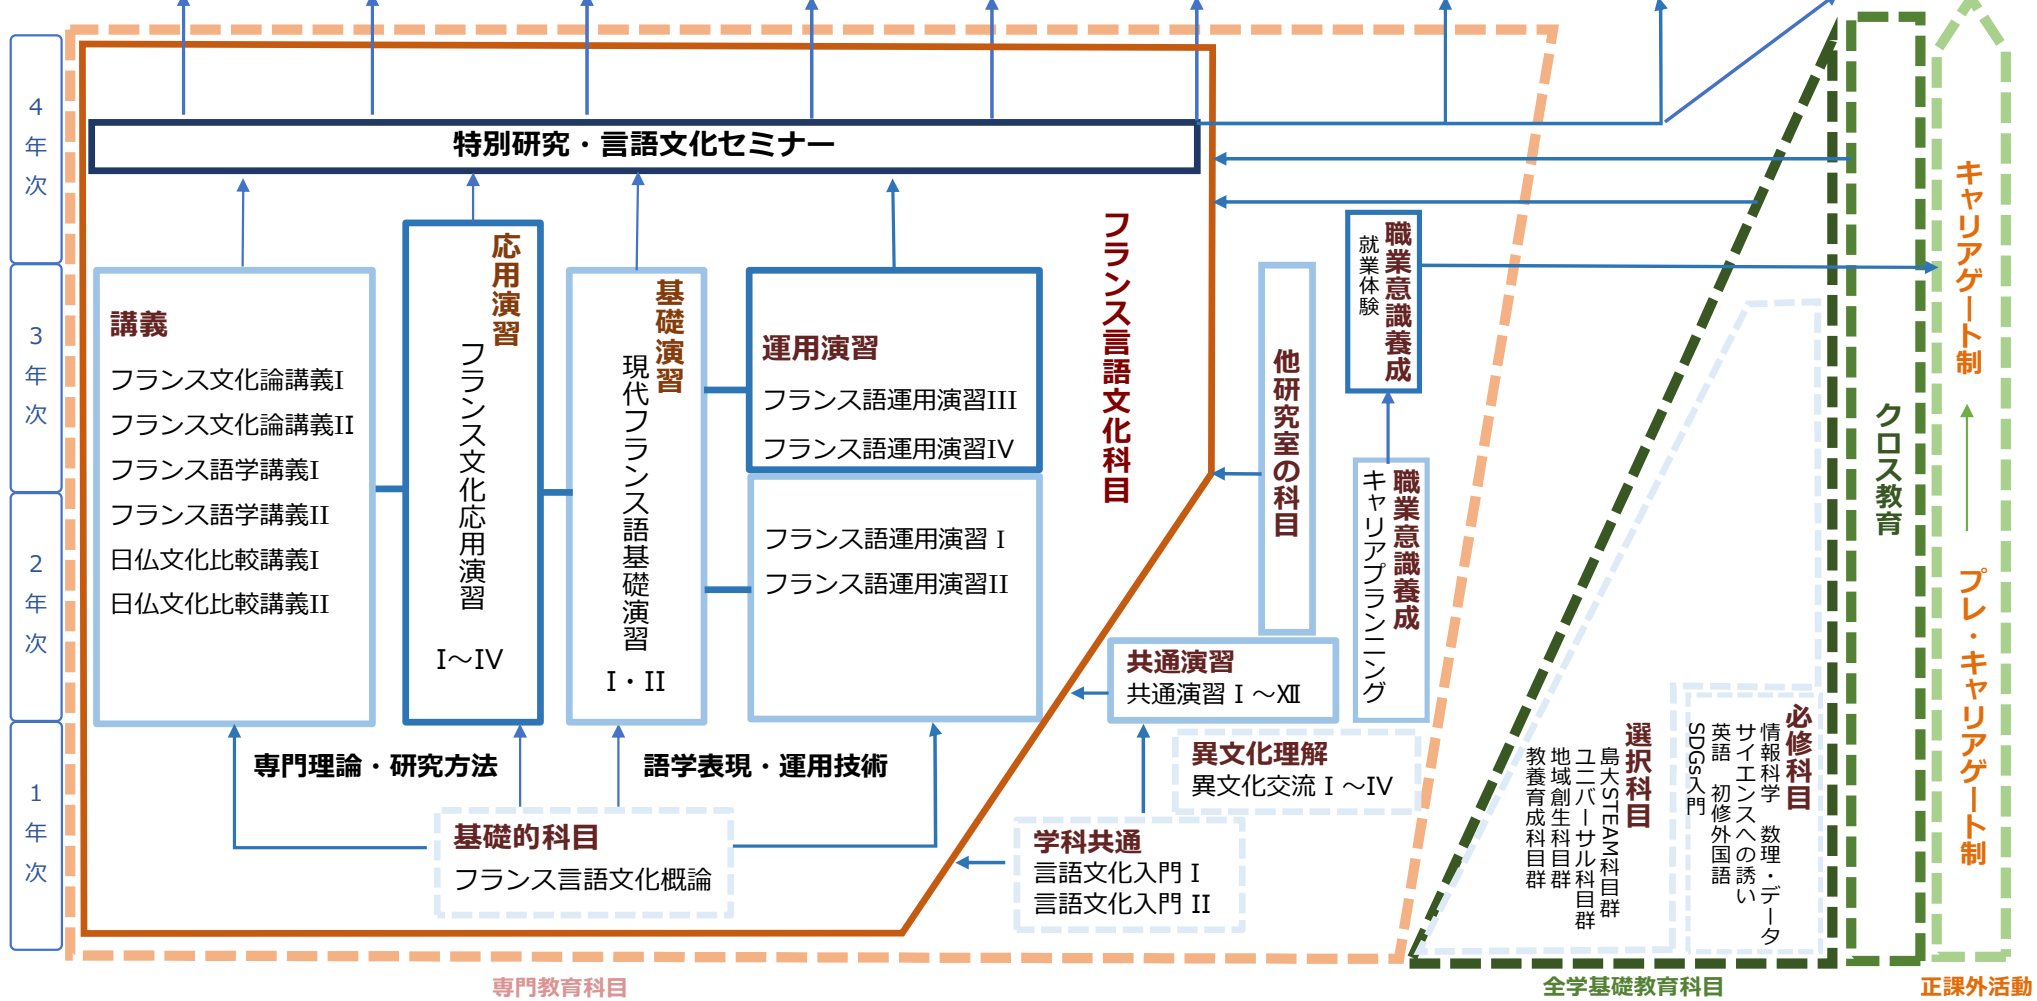 4年次
3年次
2年次
1年次
特別研究・言語文化セミナー
講義
フランス文化論講義I
フランス文化論講義II
フランス語学講義I
フランス語学講義II
日仏文化比較講義I
日仏文化比較講義II
応用演習
フランス文化応用演習
I～IV
基礎演習
現代フランス語基礎演習
I・II
運用演習
フランス語運用演習III
フランス語運用演習IV
フランス語運用演習 I
フランス語運用演習II
フランス言語文化科目
専門理論・研究方法
語学表現・運用技術
基礎的科目
フランス言語文化概論
他研究室の科目
職業意識養成
就業体験
職業意識養成
キャリアプランニング
共通演習
共通演習 I ～XII
異文化理解
異文化交流 I ～IV
学科共通
言語文化入門 I
言語文化入門 II
選択科目
島大STEAM科目群
ユニバーサル科目群
地域創生科目群
教養育成科目群
必修科目
情報科学　数理・データ
サイエンスへの誘い
英語　初修外国語
SDGs入門
クロス教育
キャリアゲート制
プレ・キャリアゲート制
専門教育科目
全学基礎教育科目
正課外活動